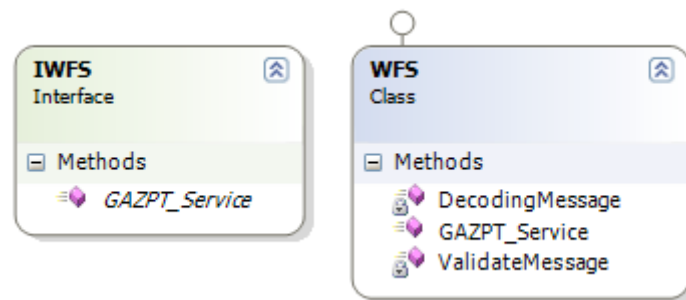 IWFS
Interface
Methods
GAZPT_Service
WFS
Class
Methods
DecodingMessage
GAZPT_Service
ValidateMessage